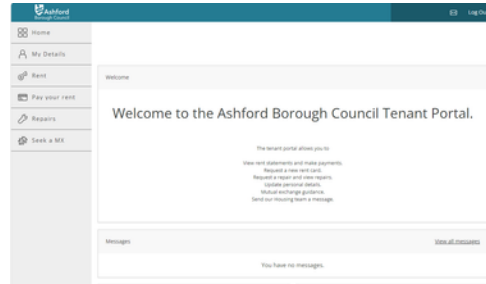 Ashford
Borough Council
Log Ou
Home
My Details
Rent
Pay your rent
Repairs
Seek a MX
Welcome
Welcome to the Ashford Borough Council Tenant Portal.
The tenant portal allows you to
View rent statements and make payments.
Request a new rent card.
Request a repair and view repairs.
Update personal details.
Mutual exchange guidance.
Send our Housing team a message.
Messages
View all messages
You have no messages.